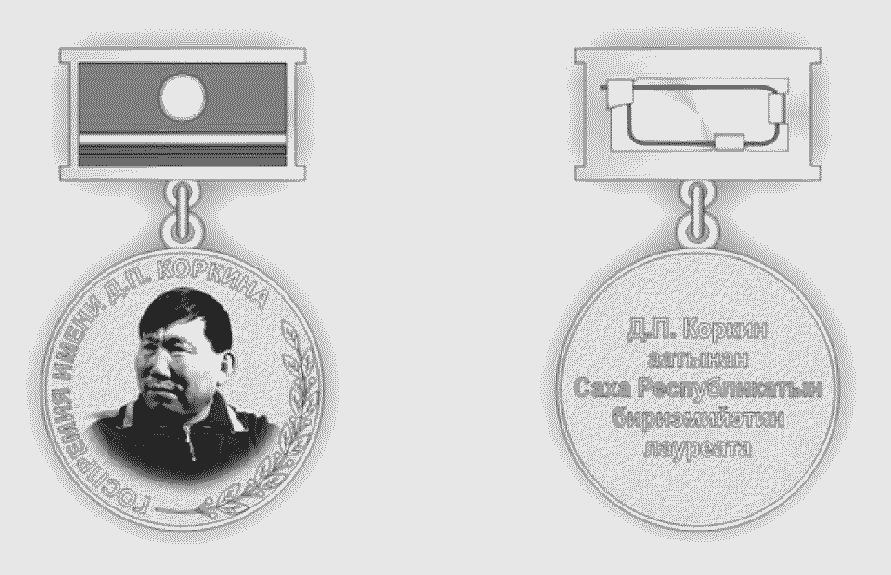 ГОСПРЕМИЯ ИМЕНИ Д.П. КОРКИНА
Д.П. Коркин
аатынан
Саха Республикатын
бириэмийэтин
лауреата